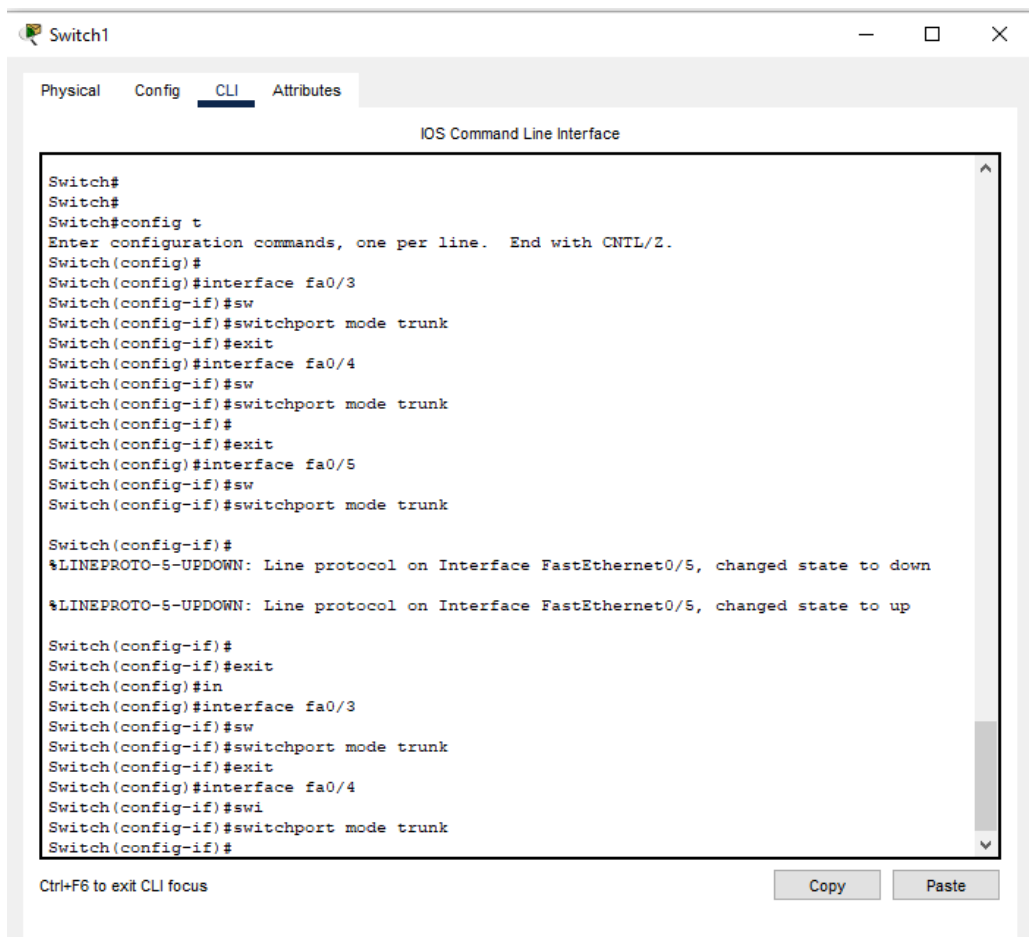 Switch1
Physical Config CLI Attributes
IOS Command Line Interface
Switch#
Switch#
Switch#config t
Enter configuration commands, one per line.  End with CNTL/Z.
Switch(config)#
Switch(config)#interface fa0/3
Switch(config-if)#sw
Switch(config-if)#switchport mode trunk
Switch(config-if)#exit
Switch(config)#interface fa0/4
Switch(config-if)#sw
Switch(config-if)#switchport mode trunk
Switch(config-if)#
Switch(config-if)#exit
Switch(config)#interface fa0/5
Switch(config-if)#sw
Switch(config-if)#switchport mode trunk
Switch(config-if)#
%LINEPROTO-5-UPDOWN: Line protocol on Interface FastEthernet0/5, changed state to down
%LINEPROTO-5-UPDOWN: Line protocol on Interface FastEthernet0/5, changed state to up
Switch(config-if)#
Switch(config-if)#exit
Switch(config)#in
Switch(config)#interface fa0/3
Switch(config-if)#sw
Switch(config-if)#switchport mode trunk
Switch(config-if)#exit
Switch(config)#interface fa0/4
Switch(config-if)#swi
Switch(config-if)#switchport mode trunk
Switch(config-if)#
Ctrl+F6 to exit CLI focus
Copy Paste